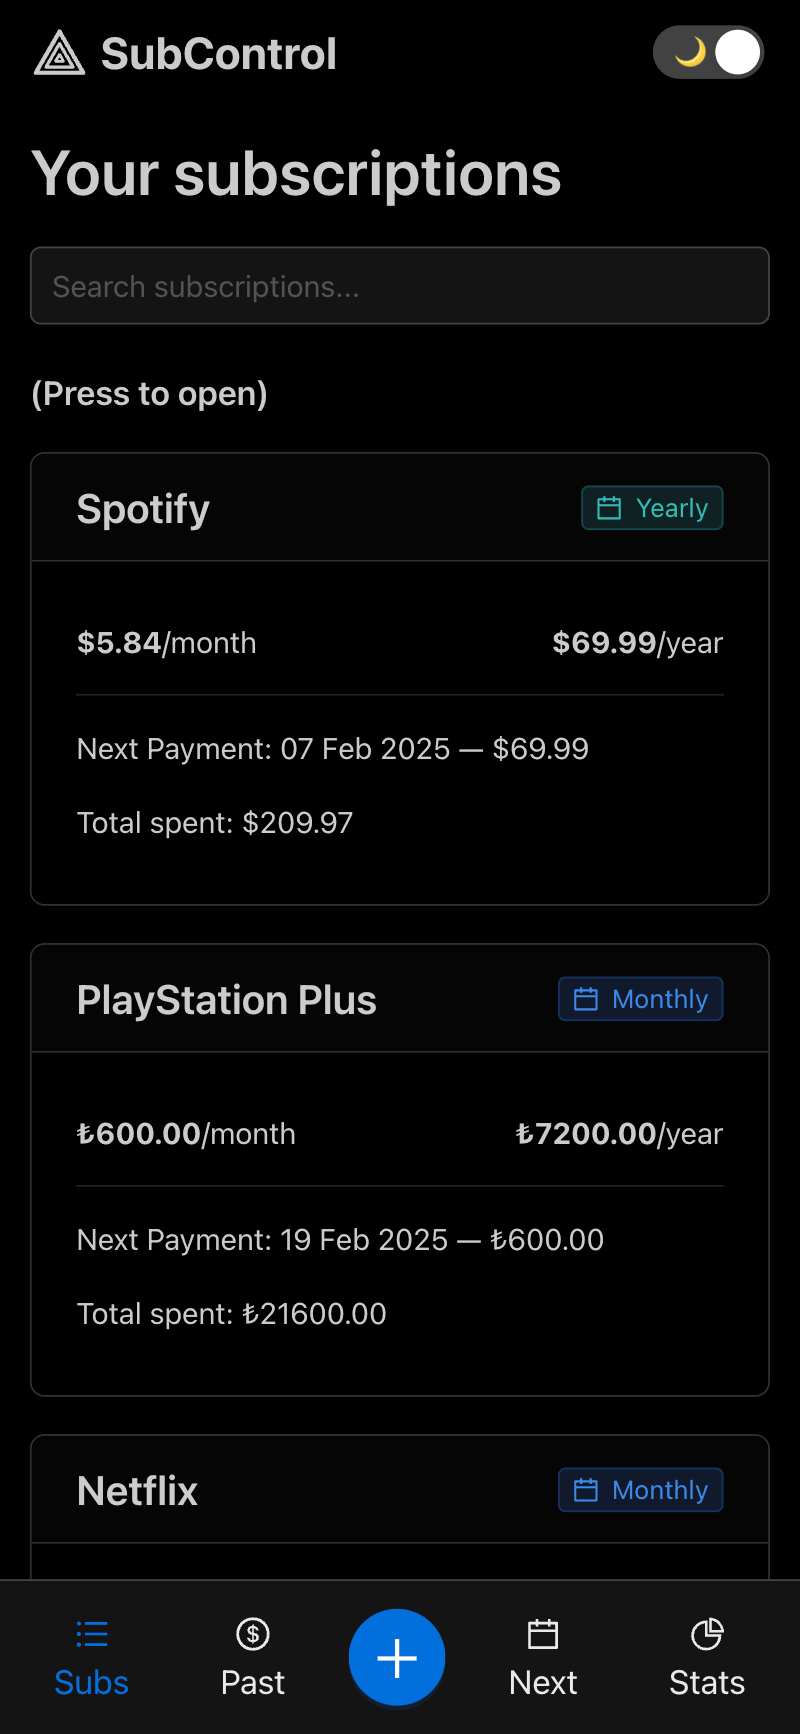 SubControl
Your subscriptions
Search subscriptions...
(Press to open)
Spotify
Yearly
$5.84/month
$69.99/year
Next Payment: 07 Feb 2025 — $69.99
Total spent: $209.97
PlayStation Plus
Monthly
₺600.00/month
₺7200.00/year
Next Payment: 19 Feb 2025 — ₺600.00
Total spent: ₺21600.00
Netflix
Monthly
Subs
Past
Next
Stats